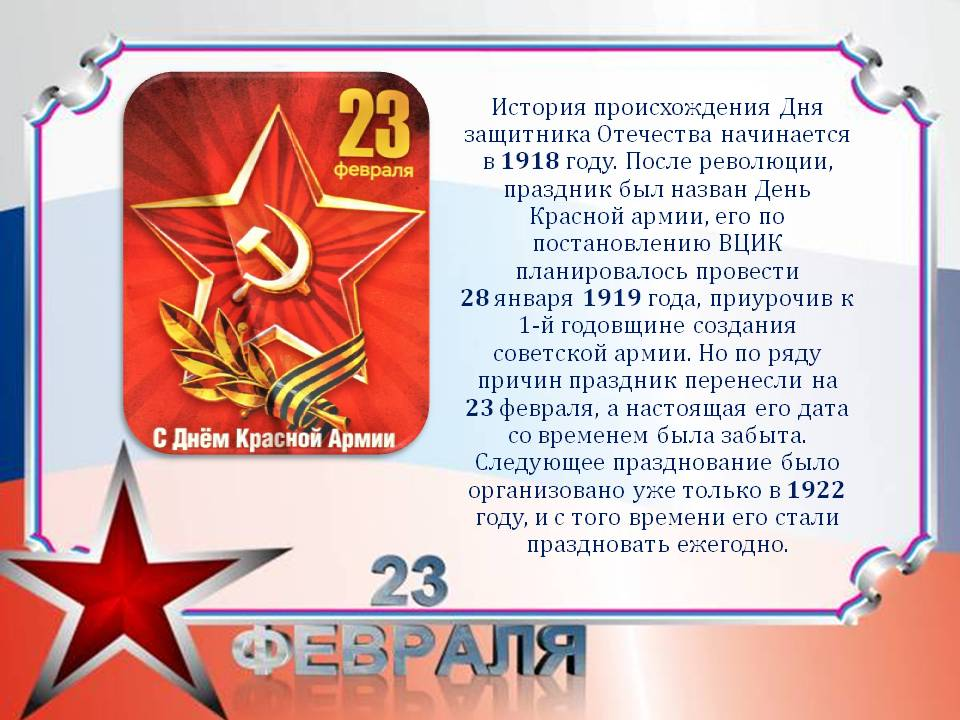 23
февраля
С Днём Красной Армии
История происхождения Дня
защитника Отечества начинается
в 1918 году. После революции,
праздник был назван День
Красной армии, его по
постановлению ВЦИК
планировалось провести
28 января 1919 года, приурочив к
1-й годовщине создания
советской армии. Но по ряду
причин праздник перенесли на
23 февраля, а настоящая его дата
со временем была забыта.
Следующее празднование было
организовано уже только в 1922
году, и с того времени его стали
праздновать ежегодно.
23
ФЕВРАЛЯ